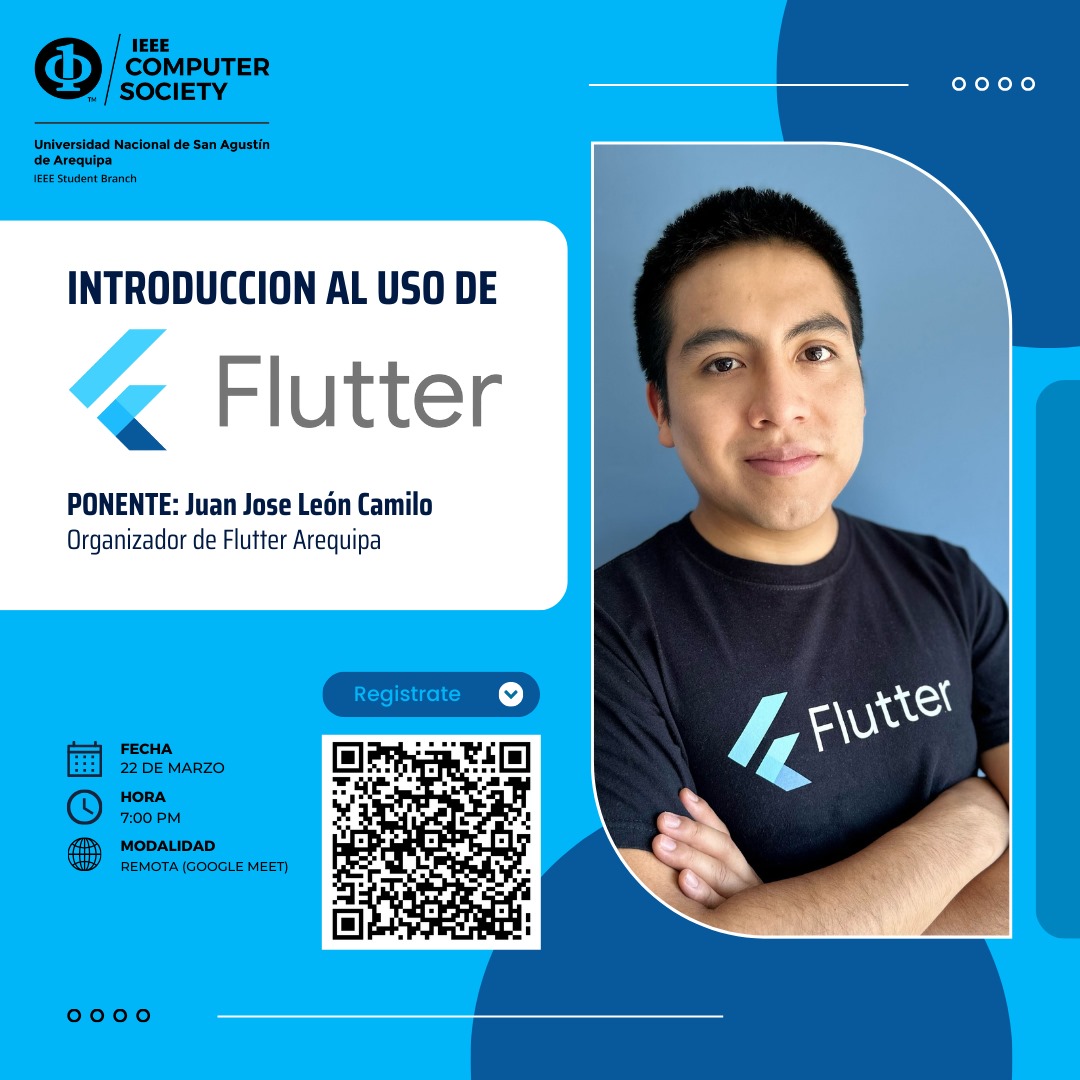 IEEE
COMPUTER
SOCIETY
TM
Universidad Nacional de San Agustín
de Arequipa
IEEE Student Branch
INTRODUCCION AL USO DE
Flutter
PONENTE: Juan Jose León Camilo
Organizador de Flutter Arequipa
Registrate
FECHA
22 DE MARZO
HORA
7:00 PM
MODALIDAD
REMOTA (GOOGLE MEET)
Flutter